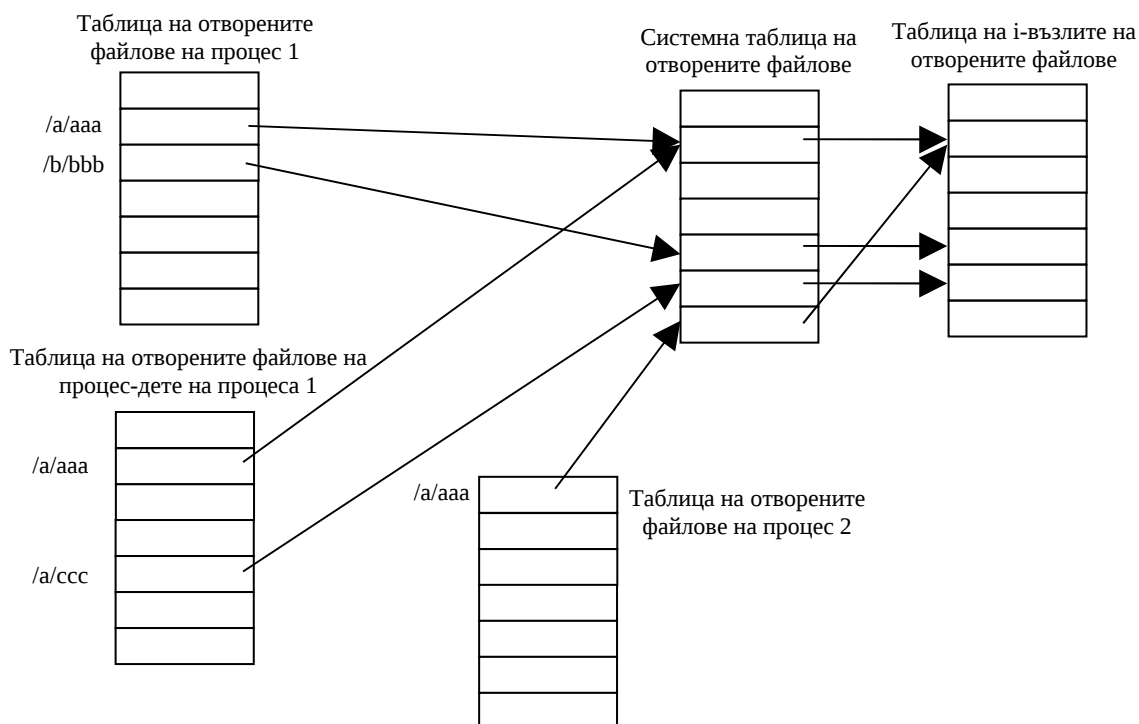 Таблица на отворените
файлове на процес 1
/a/aaa
/b/bbb
Системна таблица на
отворените файлове
Таблица на i-възлите на
отворените файлове
Таблица на отворените файлове на
процес-дете на процеса 1
/a/aaa
/a/ccc
/a/aaa
Таблица на отворените
файлове на процес 2